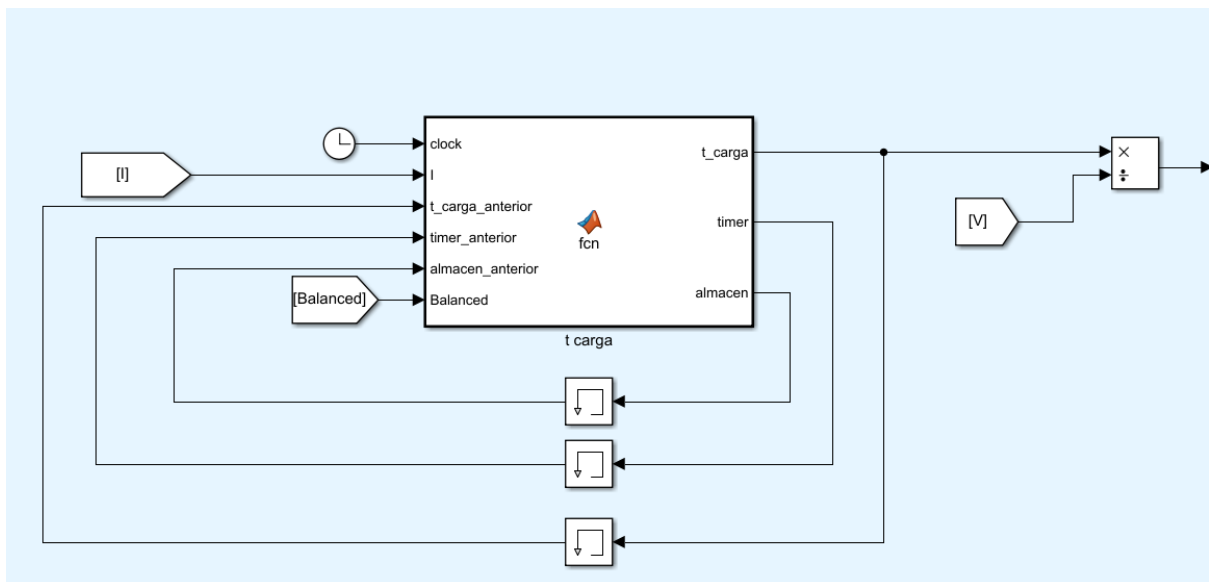 clock
[I]
I
t_carga_anterior
timer_anterior
almacen_anterior
[Balanced]
Balanced
fcn
t_carga
timer
almacen
t carga
×
÷
[V]